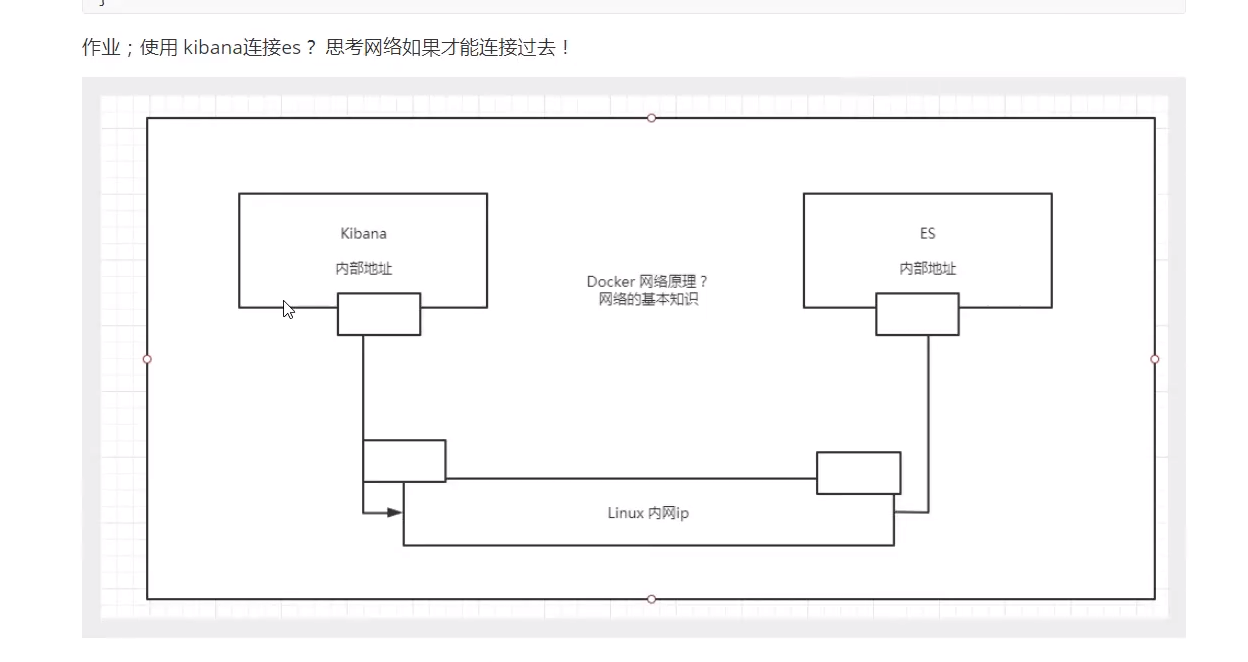 作业；使用 kibana连接es？ 思考网络如果才能连接过去！
Kibana
内部地址
ES
内部地址
Docker 网络原理？
网络的基本知识
Linux 内网ip